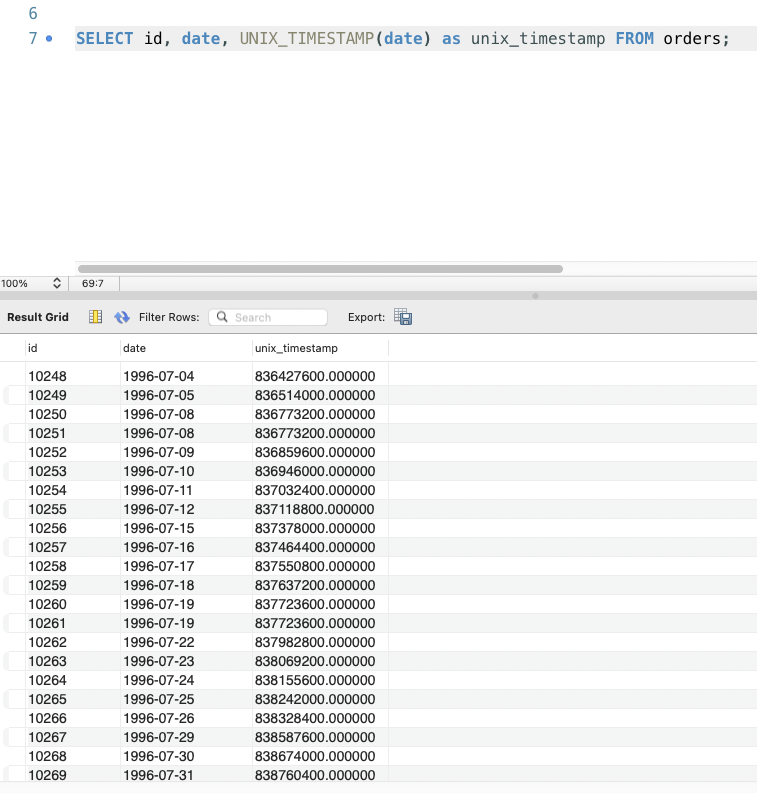 6
7 SELECT id, date, UNIX_TIMESTAMP(date) as unix_timestamp FROM orders;
100% 69:7
Result Grid Filter Rows: Search Export:
id date unix_timestamp
10248 1996-07-04 836427600.000000
10249 1996-07-05 836514000.000000
10250 1996-07-08 836773200.000000
10251 1996-07-08 836773200.000000
10252 1996-07-09 836859600.000000
10253 1996-07-10 836946000.000000
10254 1996-07-11 837032400.000000
10255 1996-07-12 837118800.000000
10256 1996-07-15 837378000.000000
10257 1996-07-16 837464400.000000
10258 1996-07-17 837550800.000000
10259 1996-07-18 837637200.000000
10260 1996-07-19 837723600.000000
10261 1996-07-19 837723600.000000
10262 1996-07-22 837982800.000000
10263 1996-07-23 838069200.000000
10264 1996-07-24 838155600.000000
10265 1996-07-25 838242000.000000
10266 1996-07-26 838328400.000000
10267 1996-07-29 838587600.000000
10268 1996-07-30 838674000.000000
10269 1996-07-31 838760400.000000